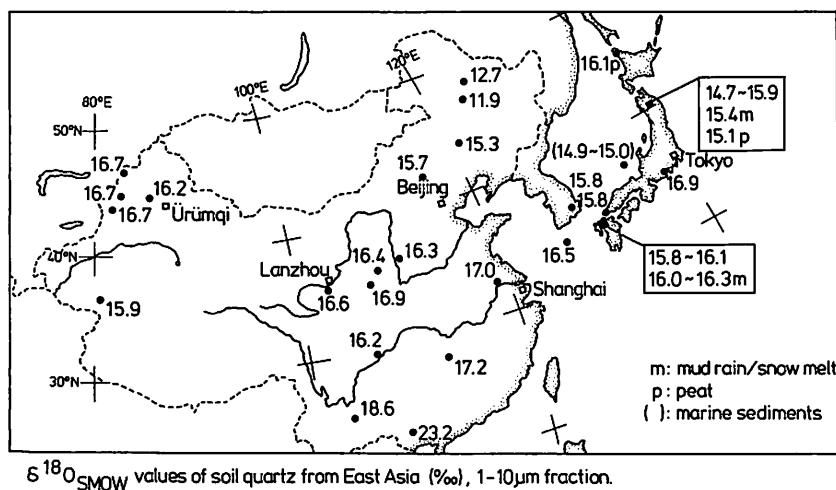 120°E
100°E
80°E
50°N
12.7
11.9
16.1p
14.7~15.9
15.4m
15.1p
15.3
(14.9~15.0)
Tokyo
16.7
15.7
15.8
16.9
16.7
16.2
Beijing
15.8
16.7
Ürümqi
40°N
16.3
16.5
15.8~16.1
16.0~16.3m
Lanzhou
16.4
17.0
16.6
16.9
Shanghai
15.9
16.2
17.2
30°N
m: mud rain/snow melt
p: peat
( ): marine sediments
18.6
23.2
δ¹⁸O SMOW values of soil quartz from East Asia (‰), 1-10μm fraction.